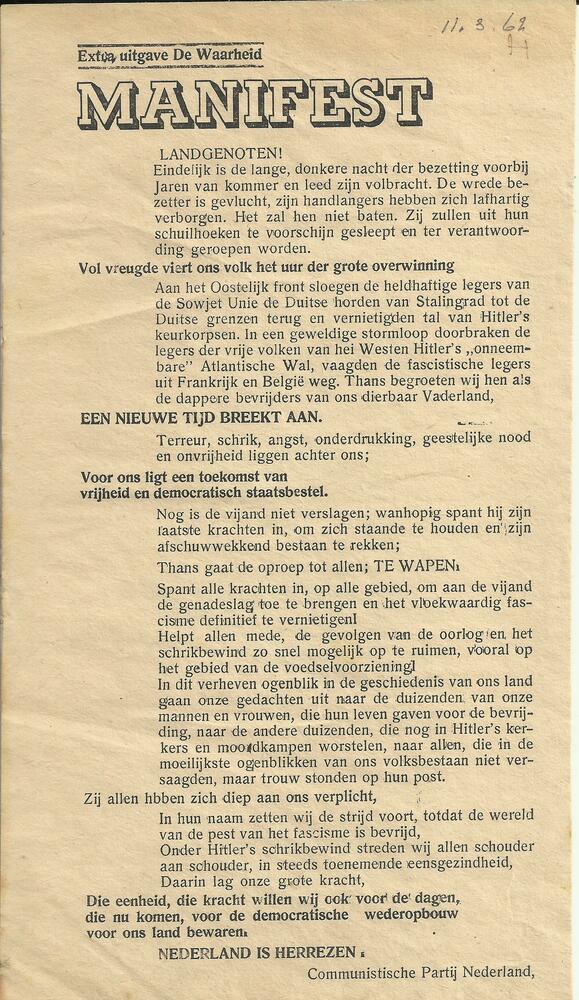 11. 3. 62
H
Extra uitgave De Waarheid
MANIFEST
LANDGENOTEN!
Eindelijk is de lange, donkere nacht der bezetting voorbij
Jaren van kommer en leed zijn volbracht. De wrede be-
zetter is gevlucht, zijn handlangers hebben zich lafhartig
verborgen. Het zal hen niet baten. Zij zullen uit hun
schuilhoeken te voorschijn gesleept en ter verantwoor-
ding geroepen worden.
Vol vreugde viert ons volk het uur der grote overwinning
Aan het Oostelijk front sloegen de heldhaftige legers van
de Sowjet Unie de Duitse horden van Stalingrad tot de
Duitse grenzen terug en vernietigden tal van Hitler's
keurkorpsen. In een geweldige stormloop doorbraken de
legers der vrije volken van hei Westen Hitler's „onneem-
bare" Atlantische Wal, vaagden de fascistische legers
uit Frankrijk en België weg. Thans begroeten wij hen als
de dappere bevrijders van ons dierbaar Vaderland,
EEN NIEUWE TIJD BREEKT AAN.
Terreur, schrik, angst, onderdrukking, geestelijke nood
en onvrijheid liggen achter ons;
Voor ons ligt een toekomst van
vrijheid en democratisch staatsbestel.
Nog is de vijand niet verslagen; wanhopig spant hij zijn
laatste krachten in, om zich staande te houden en zijn
afschuwwekkend bestaan te rekken;
Thans gaat de oproep tot allen; TE WAPEN.
Spant alle krachten in, op alle gebied, om aan de vijand
de genadeslag toe te brengen en het vloekwaardig fas-
cisme definitief te vernietigen!
Helpt allen mede, de gevolgen van de oorlog en het
schrikbewind zo snel mogelijk op te ruimen, vooral op
het gebied van de voedselvoorziening!
In dit verheven ogenblik in de geschiedenis van ons land
gaan onze gedachten uit naar de duizenden van onze
mannen en vrouwen, die hun leven gaven voor de bevrij-
ding, naar de andere duizenden, die nog in Hitler's ker-
kers en moordkampen worstelen, naar allen, die in de
moeilijkste ogenblikken van ons volksbestaan niet ver-
saagden, maar trouw stonden op hun post.
Zij allen hbben zich diep aan ons verplicht,
In hun naam zetten wij de strijd voort, totdat de wereld
van de pest van het fascisme is bevrijd,
Onder Hitler's schrikbewind streden wij allen schouder
aan schouder, in steeds toenemende eensgezindheid,
Daarin lag onze grote kracht,
Die eenheid, die kracht willen wij ook voor de dagen,
die nu komen, voor de democratische wederopbouw
voor ons land bewaren.
NEDERLAND IS HERREZEN.
Communistische Partij Nederland,